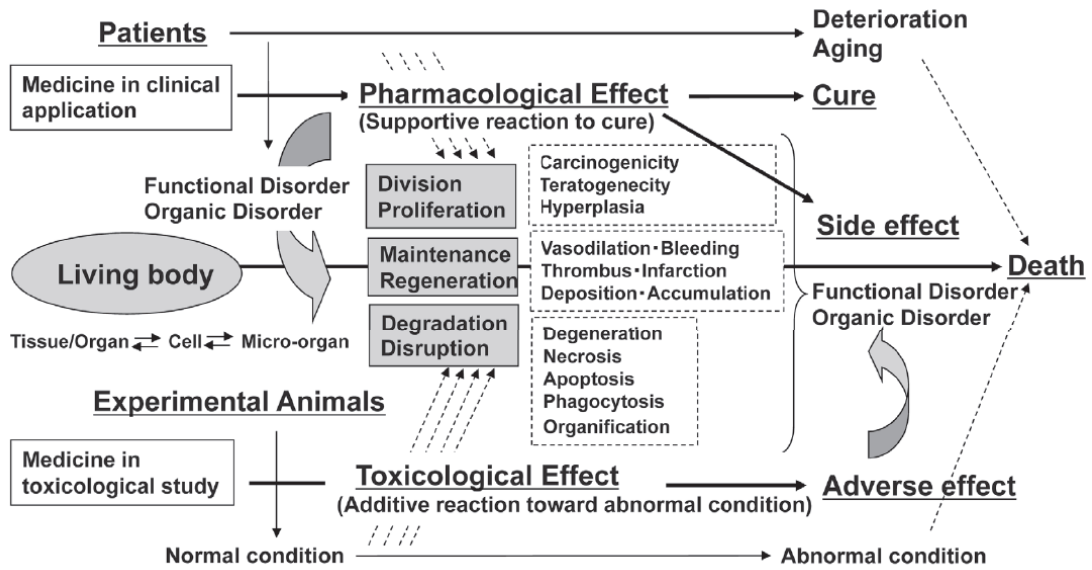 Patients
Deterioration
Aging
Medicine in clinical
application
Pharmacological Effect
(Supportive reaction to cure)
Cure
Functional Disorder
Organic Disorder
Division
Proliferation
Carcinogenicity
Teratogenecity
Hyperplasia
Side effect
Living body
Maintenance
Regeneration
Vasodilation・Bleeding
Thrombus・Infarction
Deposition・Accumulation
Death
Functional Disorder
Organic Disorder
Tissue/Organ ⇌ Cell ⇌ Micro-organ
Degradation
Disruption
Degeneration
Necrosis
Apoptosis
Phagocytosis
Organification
Experimental Animals
Medicine in
toxicological study
Toxicological Effect
(Additive reaction toward abnormal condition)
Adverse effect
Normal condition
Abnormal condition